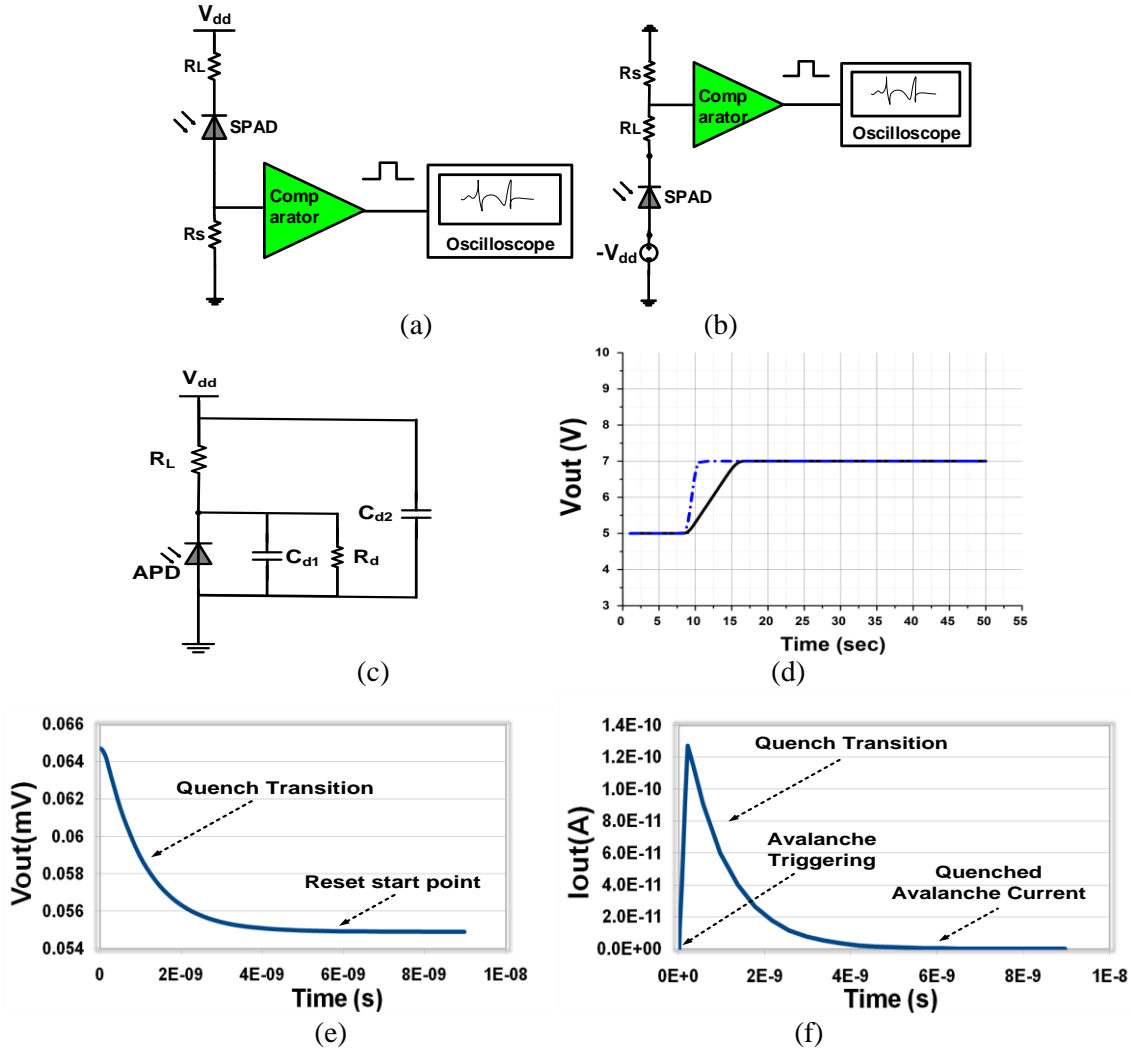 Vdd
RL
SPAD
Comp
arator
Rs
Oscilloscope
(a)
Rs
Comp
arator
RL
Oscilloscope
SPAD
-Vdd
(b)
Vdd
RL
Cd2
APD
Cd1
Rd
(c)
Vout (V)
10
9
8
7
6
5
4
3
0 5 10 15 20 25 30 35 40 45 50 55
Time (sec)
(d)
Vout(mV)
0.066
0.064
0.062
0.06
0.058
0.056
0.054
Quench Transition
Reset start point
0 2E-09 4E-09 6E-09 8E-09 1E-08
Time (s)
(e)
Iout(A)
1.4E-10
1.2E-10
1.0E-10
8.0E-11
6.0E-11
4.0E-11
2.0E-11
0.0E+00
Quench Transition
Avalanche
Triggering
Quenched
Avalanche Current
0E+0 2E-9 4E-9 6E-9 8E-9 1E-8
Time (s)
(f)